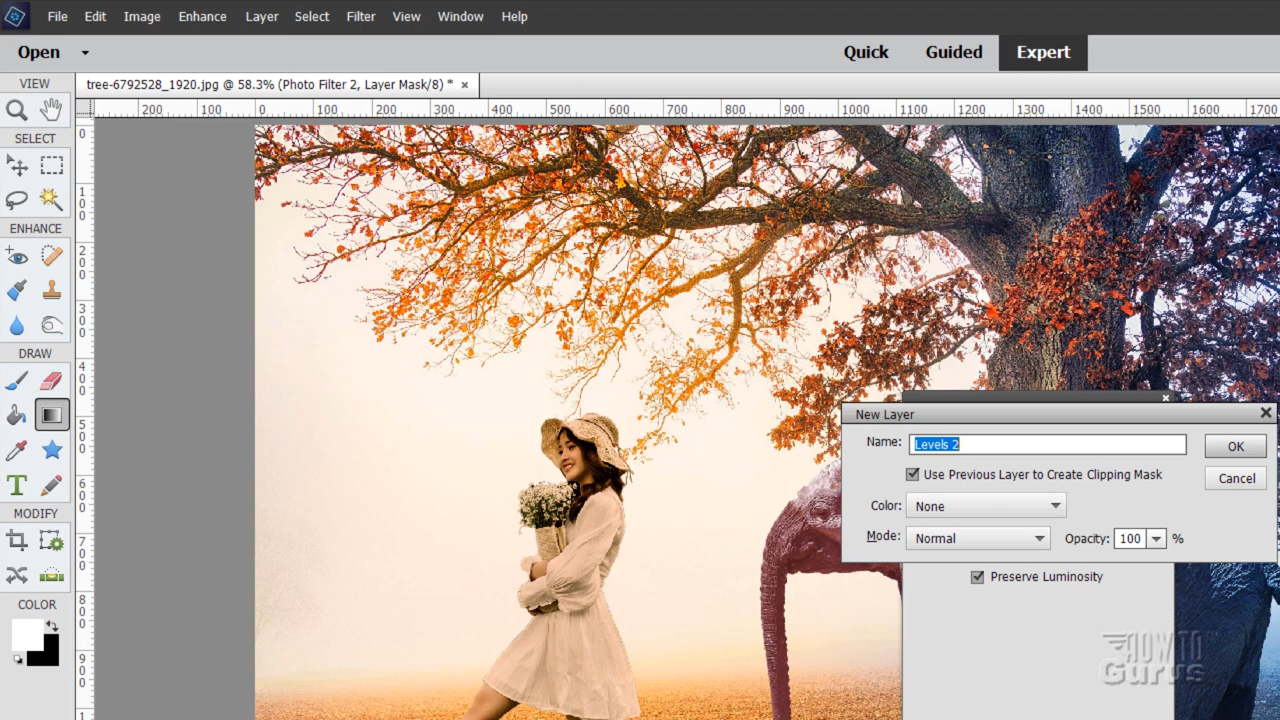 File Edit Image Enhance Layer Select Filter View Window Help
Open Quick Guided Expert
VIEW tree-6792528_1920.jpg @ 58.3% (Photo Filter 2, Layer Mask/8) * ×
200 100 0 100 200 300 400 500 600 700 800 900 1000 1100 1200 1300 1400 1500 1600 1700
0
SELECT
100
ENHANCE
200
300
DRAW
400
500
600
MODIFY
700
COLOR
800
900
1
New Layer
Name: Levels 2 OK
Use Previous Layer to Create Clipping Mask Cancel
Color: None
Mode: Normal Opacity: 100 %
Preserve Luminosity
HOWTO
Gurus